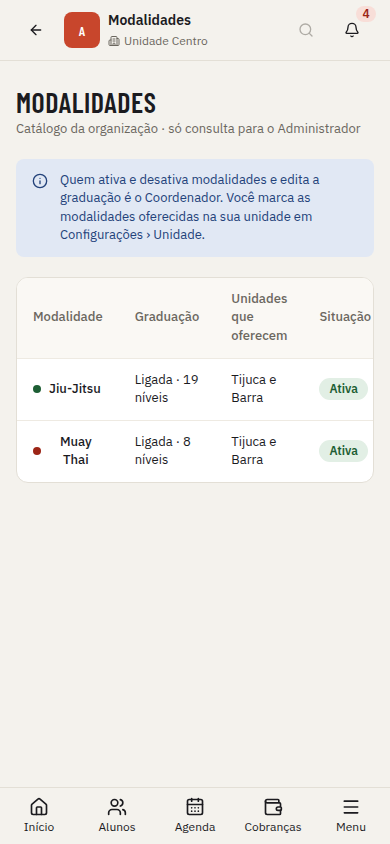 A
Modalidades
Unidade Centro
4
MODALIDADES
Catálogo da organização · só consulta para o Administrador
Quem ativa e desativa modalidades e edita a
graduação é o Coordenador. Você marca as
modalidades oferecidas na sua unidade em
Configurações › Unidade.
Modalidade
Graduação
Unidades
que
oferecem
Situação
Jiu-Jitsu
Ligada · 19
níveis
Tijuca e
Barra
Ativa
Muay
Thai
Ligada · 8
níveis
Tijuca e
Barra
Ativa
Início
Alunos
Agenda
Cobranças
Menu